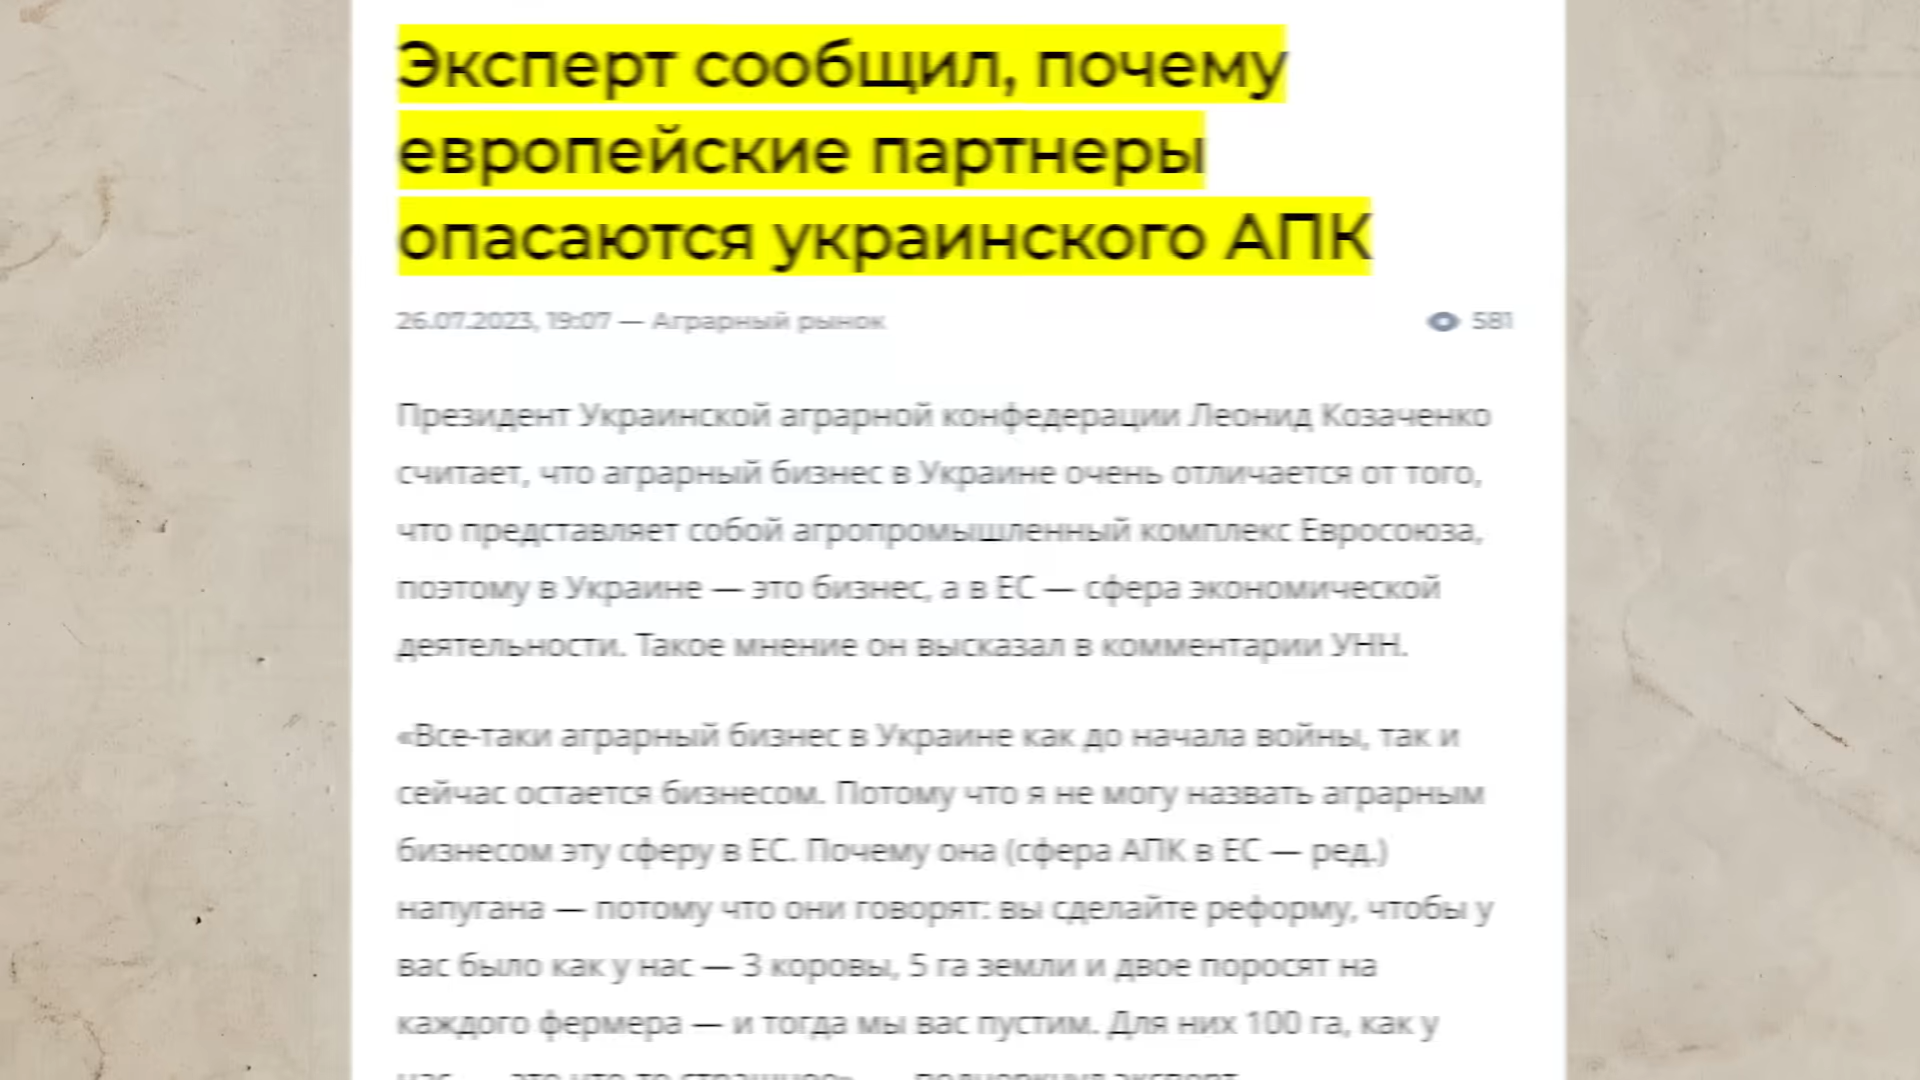 Эксперт сообщил, почему
европейские партнеры
опасаются украинского АПК
26.07.2023, 19:07 — Аграрный рынок
581
Президент Украинской аграрной конфедерации Леонид Козаченко
считает, что аграрный бизнес в Украине очень отличается от того,
что представляет собой агропромышленный комплекс Евросоюза,
поэтому в Украине — это бизнес, а в ЕС — сфера экономической
деятельности. Такое мнение он высказал в комментарии УНН.
«Все-таки аграрный бизнес в Украине как до начала войны, так и
сейчас остается бизнесом. Потому что я не могу назвать аграрным
бизнесом эту сферу в ЕС. Почему она (сфера АПК в ЕС — ред.)
напугана — потому что они говорят: вы сделайте реформу, чтобы у
вас было как у нас — 3 коровы, 5 га земли и двое поросят на
каждого фермера — и тогда мы вас пустим. Для них 100 га, как у